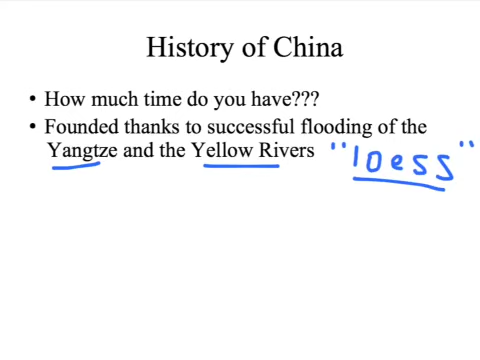 History of China
• How much time do you have???
• Founded thanks to successful flooding of the
Yangtze and the Yellow Rivers "loess"